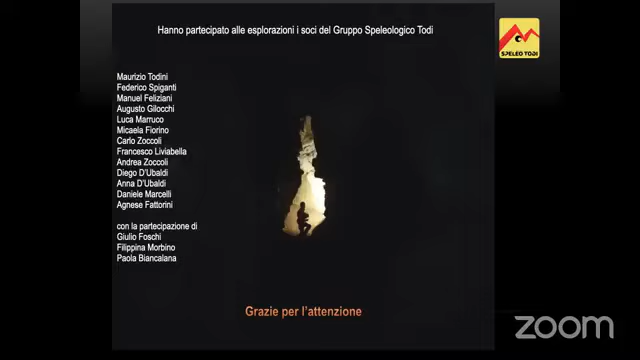 Hanno partecipato alle esplorazioni i soci del Gruppo Speleologico Todi
SPELEO TODI
Maurizio Todini
Federico Spiganti
Manuel Feliziani
Augusto Gilocchi
Luca Marruco
Micaela Fiorino
Carlo Zoccoli
Francesco Liviabella
Andrea Zoccoli
Diego D'Ubaldi
Anna D'Ubaldi
Daniele Marcelli
Agnese Fattorini
con la partecipazione di
Giulio Foschi
Filippina Morbino
Paola Biancalana
Grazie per l'attenzione
zoom